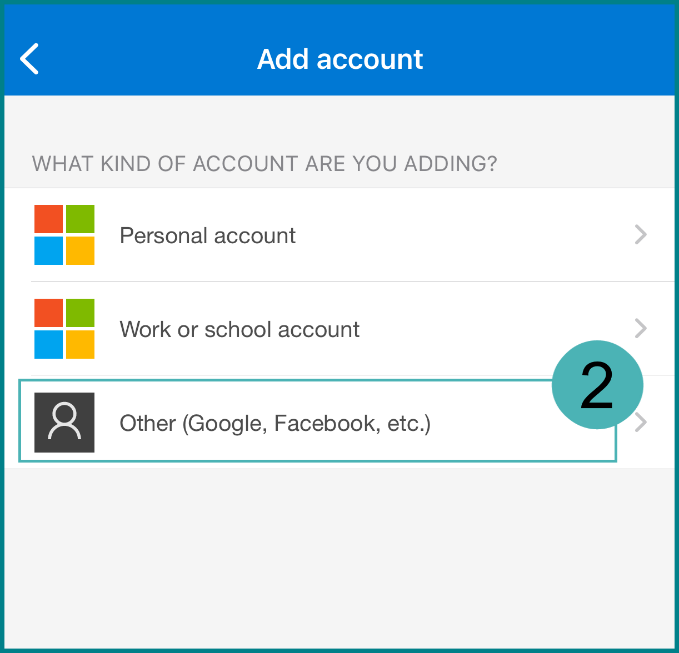 Add account
WHAT KIND OF ACCOUNT ARE YOU ADDING?
Personal account
Work or school account
2
Other (Google, Facebook, etc.)